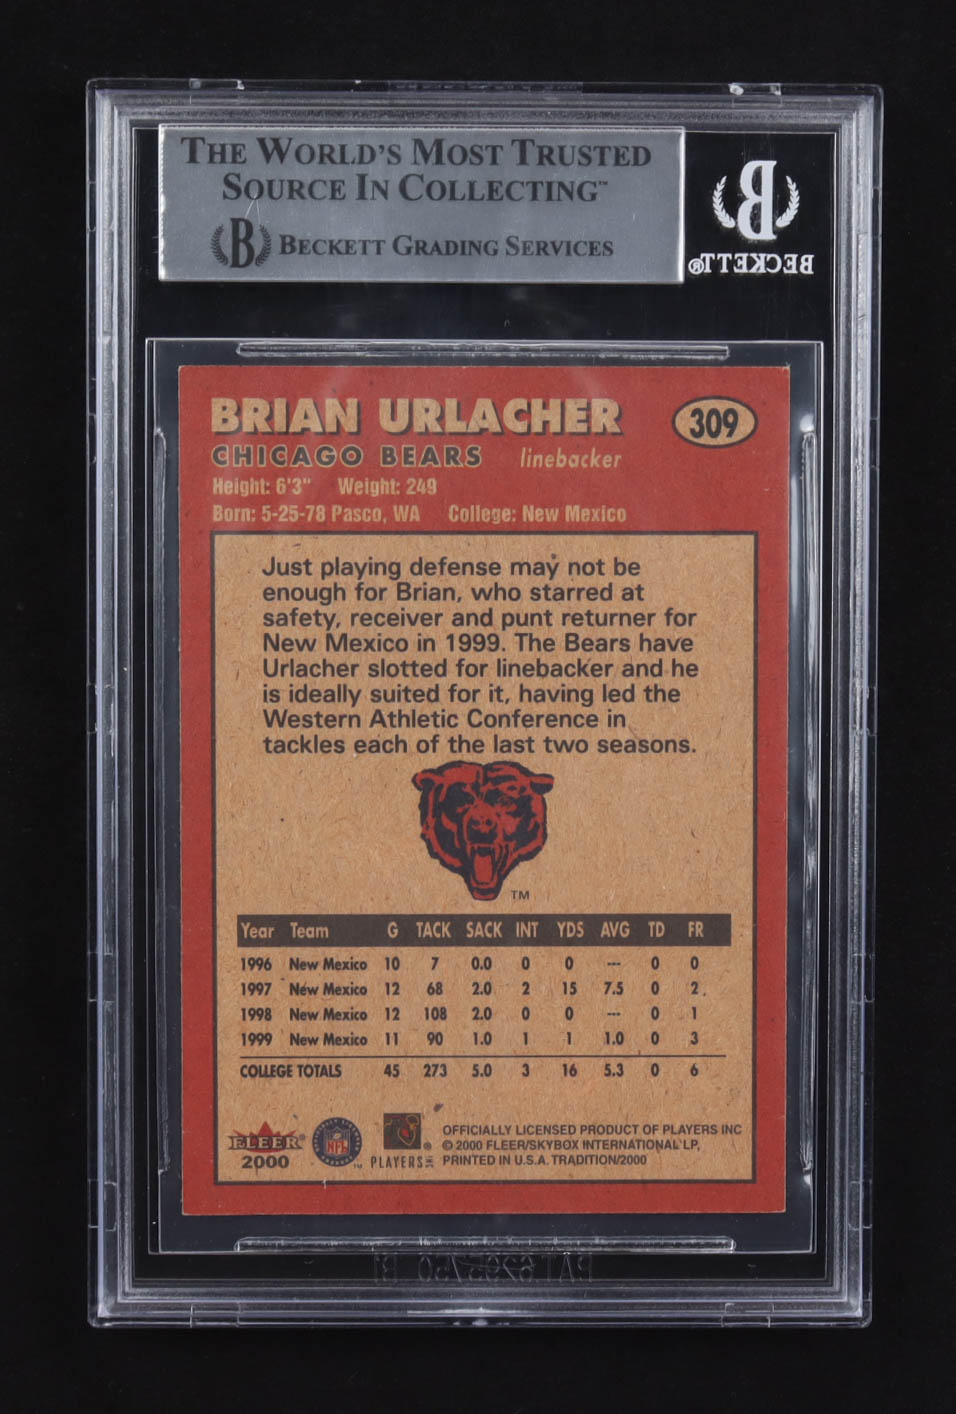 THE WORLD'S MOST TRUSTED
SOURCE IN COLLECTING™
B BECKETT GRADING SERVICES
B
BECKETT®
BRIAN URLACHER
309
CHICAGO BEARS linebacker
Height: 6'3" Weight: 249
Born: 5-25-78 Pasco, WA College: New Mexico
Just playing defense may not be
enough for Brian, who starred at
safety, receiver and punt returner for
New Mexico in 1999. The Bears have
Urlacher slotted for linebacker and he
is ideally suited for it, having led the
Western Athletic Conference in
tackles each of the last two seasons.
TM
Year Team G TACK SACK INT YDS AVG TD FR
1996 New Mexico 10 7 0.0 0 0 --- 0 0
1997 New Mexico 12 68 2.0 2 15 7.5 0 2
1998 New Mexico 12 108 2.0 0 0 --- 0 1
1999 New Mexico 11 90 1.0 1 1 1.0 0 3
COLLEGE TOTALS 45 273 5.0 3 16 5.3 0 6
FLEER®
2000
NFL
TM
PLAYERS INC
®
OFFICIALLY LICENSED PRODUCT OF PLAYERS INC
© 2000 FLEER/SKYBOX INTERNATIONAL LP,
PRINTED IN U.S.A. TRADITION/2000